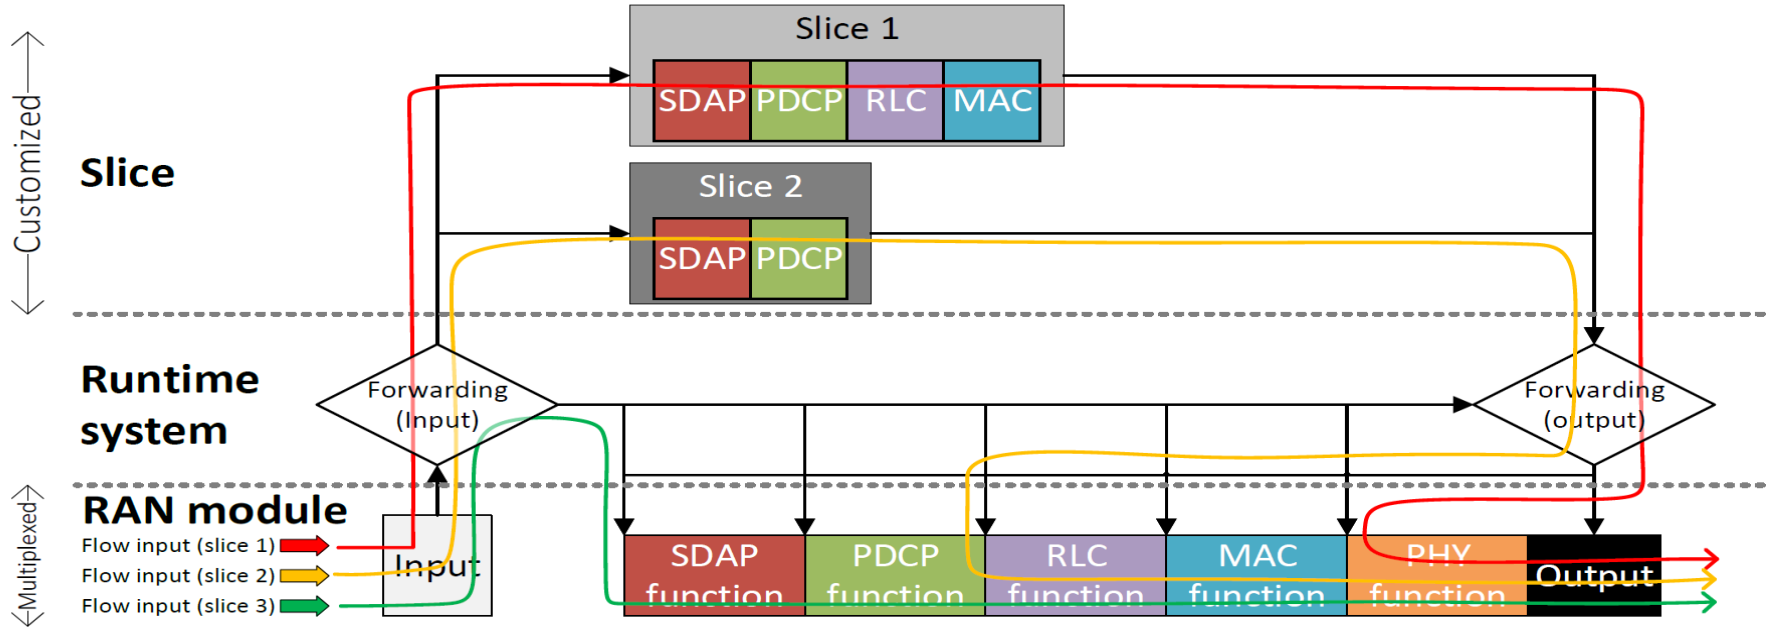 Customized
Slice
Slice 1
SDAP PDCP RLC MAC
Slice 2
SDAP PDCP
Runtime
system
Forwarding
(Input)
Forwarding
(output)
Multiplexed
RAN module
Flow input (slice 1)
Flow input (slice 2)
Flow input (slice 3)
Input
SDAP
function
PDCP
function
RLC
function
MAC
function
PHY
function
Output